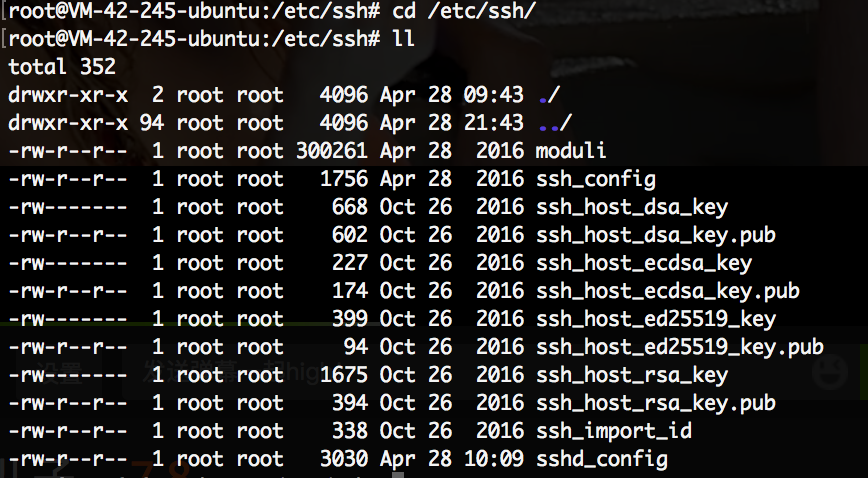 [root@VM-42-245-ubuntu:/etc/ssh# cd /etc/ssh/
[root@VM-42-245-ubuntu:/etc/ssh# ll
total 352
drwxr-xr-x  2 root root   4096 Apr 28 09:43 ./
drwxr-xr-x 94 root root   4096 Apr 28 21:43 ../
-rw-r--r--  1 root root 300261 Apr 28  2016 moduli
-rw-r--r--  1 root root   1756 Apr 28  2016 ssh_config
-rw-------  1 root root    668 Oct 26  2016 ssh_host_dsa_key
-rw-r--r--  1 root root    602 Oct 26  2016 ssh_host_dsa_key.pub
-rw-------  1 root root    227 Oct 26  2016 ssh_host_ecdsa_key
-rw-r--r--  1 root root    174 Oct 26  2016 ssh_host_ecdsa_key.pub
-rw-------  1 root root    399 Oct 26  2016 ssh_host_ed25519_key
-rw-r--r--  1 root root     94 Oct 26  2016 ssh_host_ed25519_key.pub
-rw-------  1 root root   1675 Oct 26  2016 ssh_host_rsa_key
-rw-r--r--  1 root root    394 Oct 26  2016 ssh_host_rsa_key.pub
-rw-r--r--  1 root root    338 Oct 26  2016 ssh_import_id
-rw-r--r--  1 root root   3030 Apr 28 10:09 sshd_config